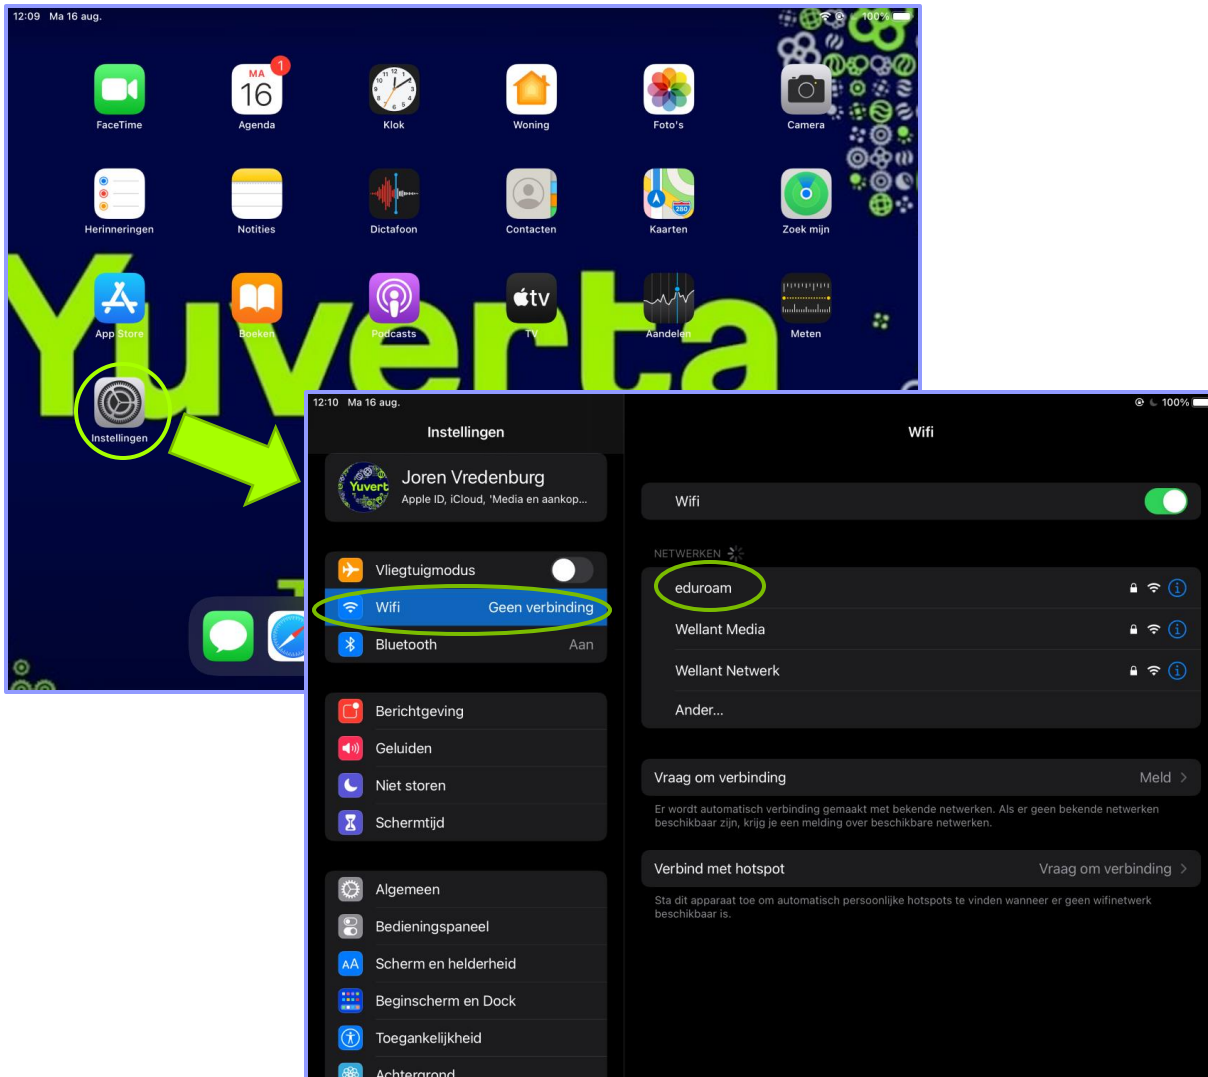 12:09 Ma 16 aug.
100%
MA
16
1
FaceTime
Agenda
Klok
Woning
Foto's
Camera
280
Herinneringen
Notities
Dictafoon
Contacten
Kaarten
Zoek mijn
tv
App Store
Boeken
Podcasts
TV
Aandelen
Meten
Yuverta
Instellingen
12:10 Ma 16 aug.
100%
Instellingen
Yuvert
Joren Vredenburg
Apple ID, iCloud, 'Media en aankop...
Vliegtuigmodus
Wifi Geen verbinding
Bluetooth Aan
Berichtgeving
Geluiden
Niet storen
Schermtijd
Algemeen
Bedieningspaneel
AA Scherm en helderheid
Beginscherm en Dock
Toegankelijkheid
Achtergrond
Wifi
Wifi
NETWERKEN
eduroam
Wellant Media
Wellant Netwerk
Ander...
Vraag om verbinding Meld
Er wordt automatisch verbinding gemaakt met bekende netwerken. Als er geen bekende netwerken
beschikbaar zijn, krijg je een melding over beschikbare netwerken.
Verbind met hotspot Vraag om verbinding
Sta dit apparaat toe om automatisch persoonlijke hotspots te vinden wanneer er geen wifinetwerk
beschikbaar is.